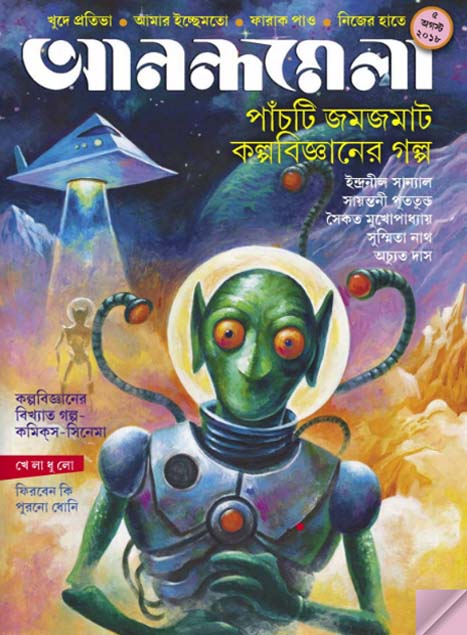 খুদে প্রতিভা • আমার ইচ্ছেমতো • ফারাক পাও • নিজের হাতে
৫
অগস্ট
২০১৮
আনন্দমেলা
পাঁচটি জমজমাট
কল্পবিজ্ঞানের গল্প
ইন্দ্রনীল সান্যাল
সায়ন্তনী পূততুন্ড
সৈকত মুখোপাধ্যায়
সুস্মিতা নাথ
অচ্যুত দাস
কল্পবিজ্ঞানের
বিখ্যাত গল্প-
কমিক্‌স-সিনেমা
খেলাধুলো
ফিরবেন কি
পুরনো ধোনি